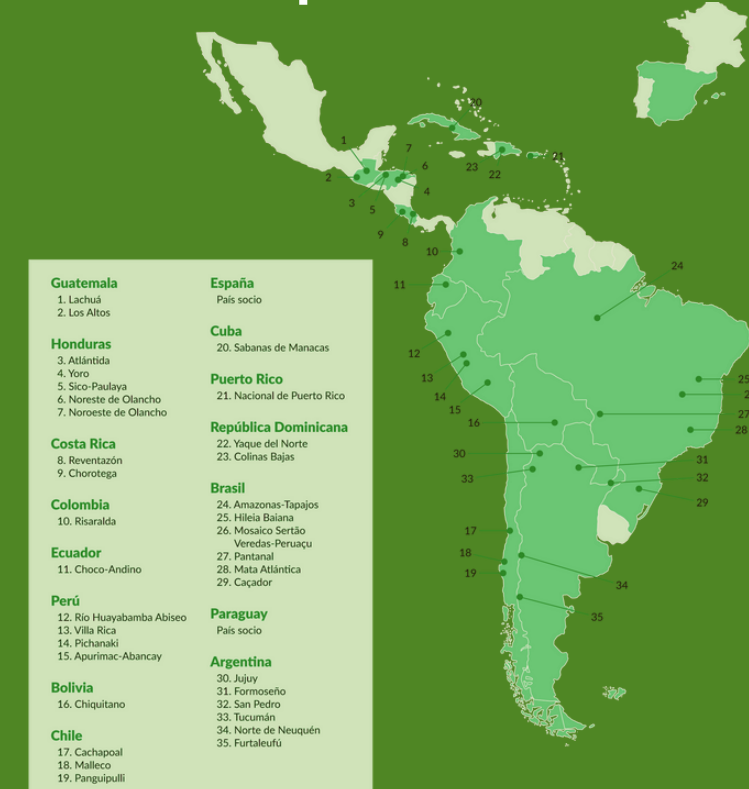 Guatemala
1. Lachuá
2. Los Altos
Honduras
3. Atlántida
4. Yoro
5. Sico-Paulaya
6. Noreste de Olancho
7. Noroeste de Olancho
Costa Rica
8. Reventazón
9. Chorotega
Colombia
10. Risaralda
Ecuador
11. Choco-Andino
Perú
12. Río Huayabamba Abiseo
13. Villa Rica
14. Pichanaki
15. Apurimac-Abancay
Bolivia
16. Chiquitano
Chile
17. Cachapoal
18. Malleco
19. Panguipulli
España
País socio
Cuba
20. Sabanas de Manacas
Puerto Rico
21. Nacional de Puerto Rico
República Dominicana
22. Yaque del Norte
23. Colinas Bajas
Brasil
24. Amazonas-Tapajos
25. Hileia Baiana
26. Mosaico Sertão
Veredas-Peruaçu
27. Pantanal
28. Mata Atlántica
29. Caçador
Paraguay
País socio
Argentina
30. Jujuy
31. Formoseño
32. San Pedro
33. Tucumán
34. Norte de Neuquén
35. Furtaleufú
20
1
7
21
6
23
22
2
4
3
5
9
8
10
24
11
12
13
25
14
15
27
16
28
30
31
33
32
29
17
18
19
34
35